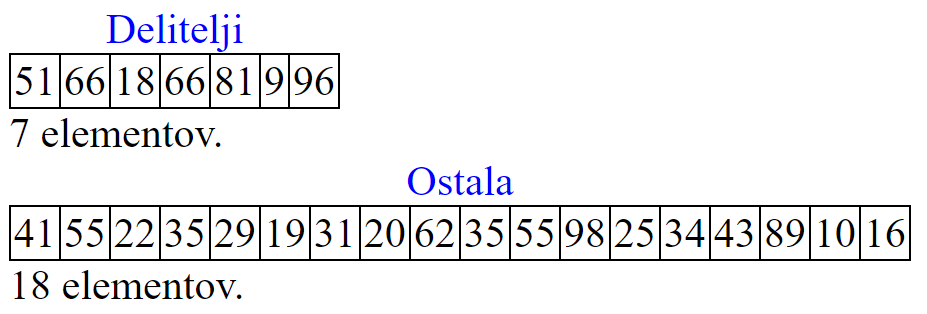 Delitelji
51 66 18 66 81 9 96
7 elementov.
Ostala
41 55 22 35 29 19 31 20 62 35 55 98 25 34 43 89 10 16
18 elementov.